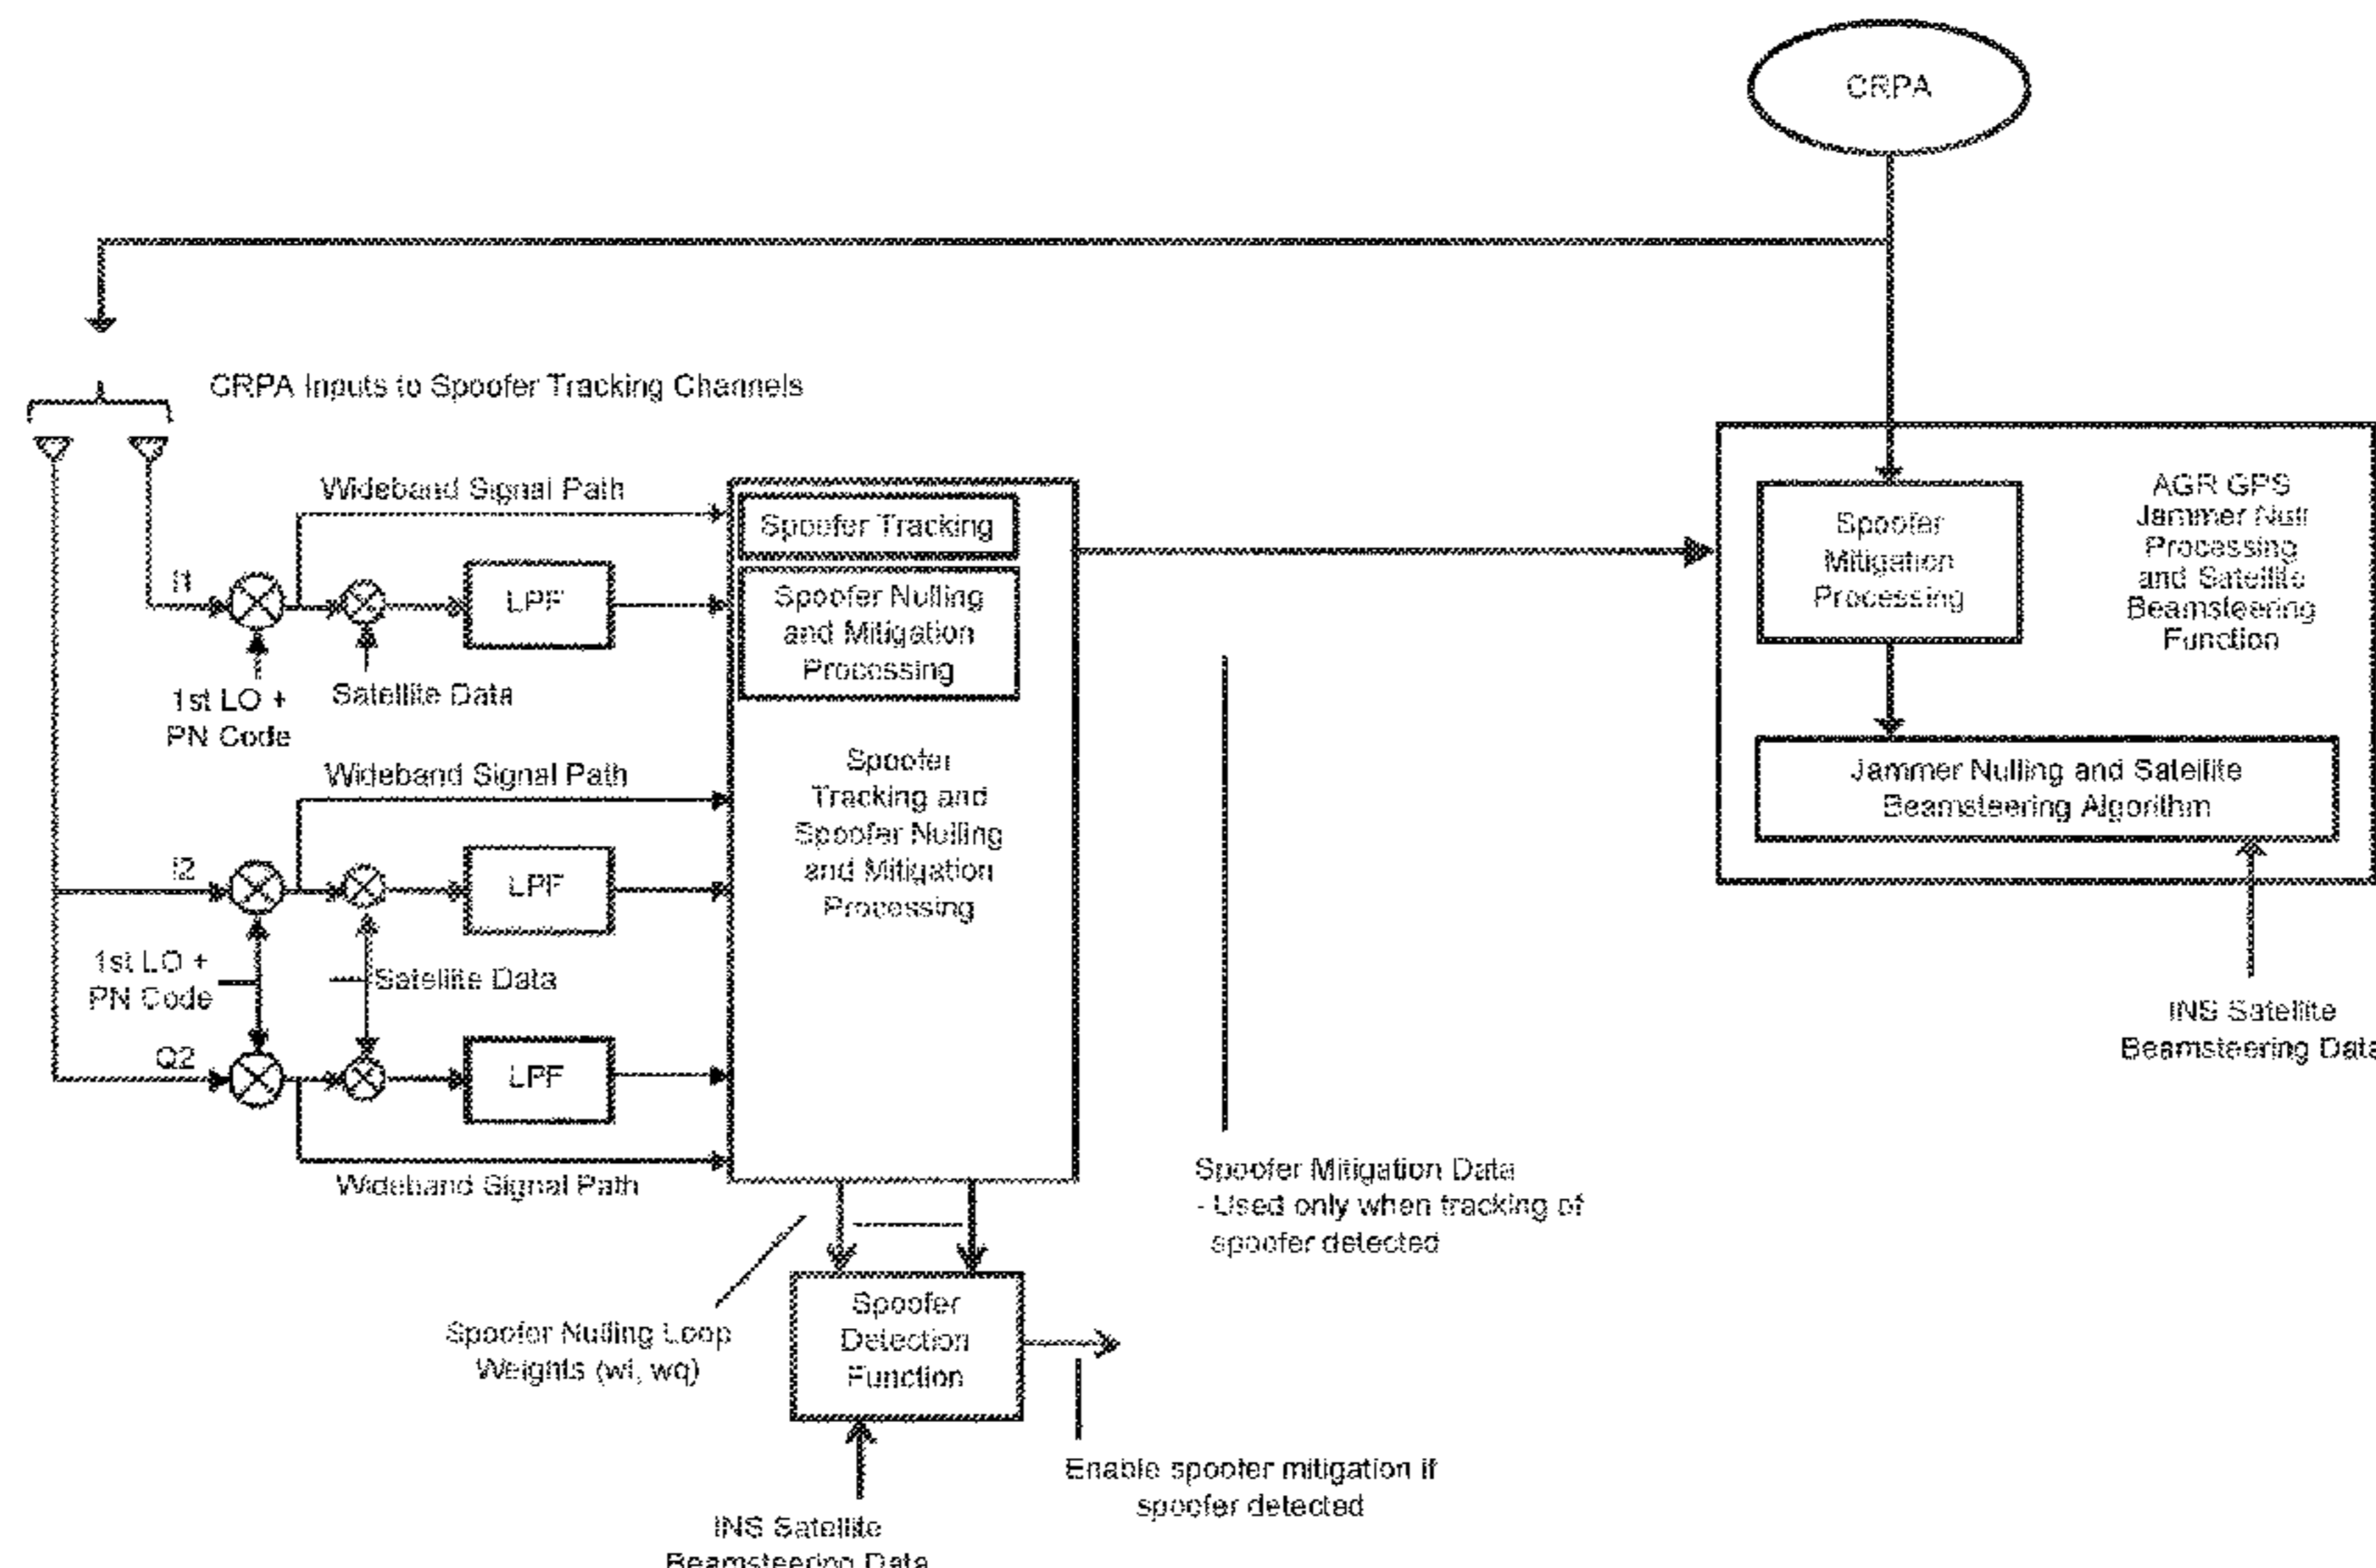 CRPA
CRPA Inputs to Spoofer Tracking Channels
Wideband Signal Path
I1
LPF
1st LO +
PN Code
Satellite Data
Spoofer Tracking
Spoofer Nulling
and Mitigation
Processing
Wideband Signal Path
I2
LPF
1st LO +
PN Code
Satellite Data
Q2
LPF
Wideband Signal Path
Spoofer
Tracking and
Spoofer Nulling
and Mitigation
Processing
Spoofer
Mitigation
Processing
AGR GPS
Jammer Null
Processing
and Satellite
Beamsteering
Function
Jammer Nulling and Satellite
Beamsteering Algorithm
INS Satellite
Beamsteering Data
Spoofer Mitigation Data
- Used only when tracking of
spoofer detected
Spoofer Nulling Loop
Weights (wi, wq)
Spoofer
Detection
Function
Enable spoofer mitigation if
spoofer detected
INS Satellite
Beamsteering Data